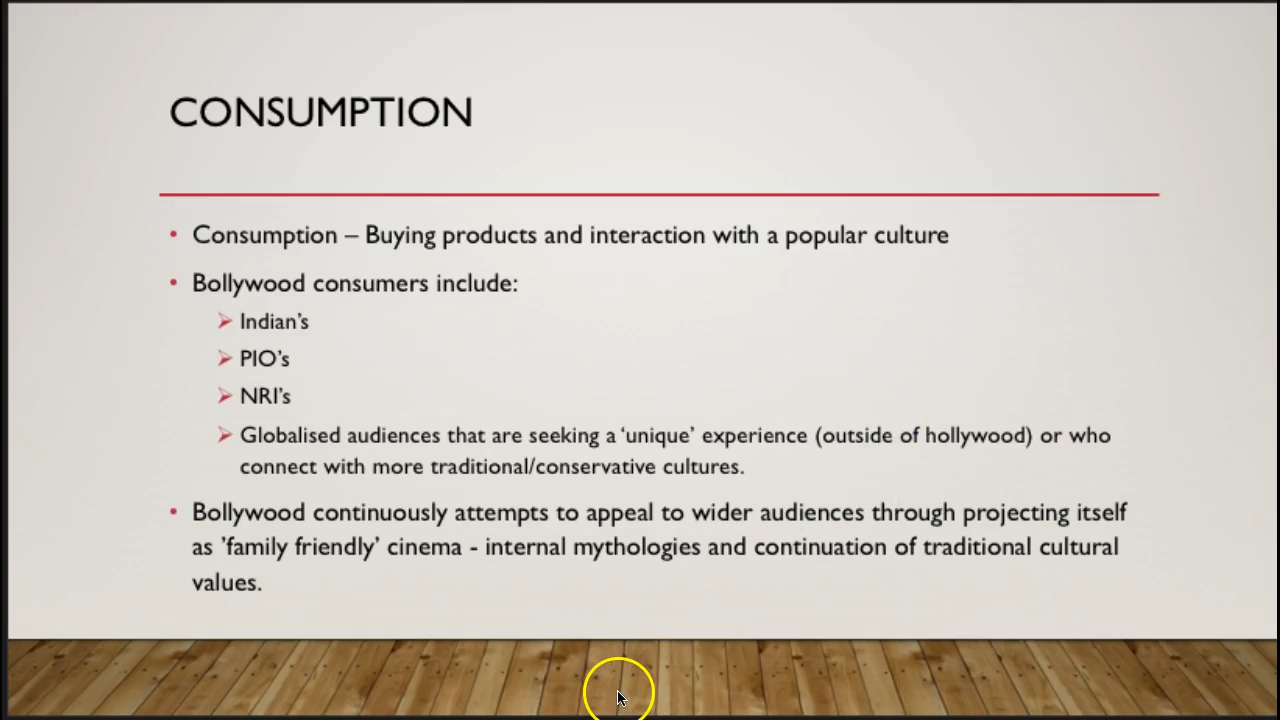 CONSUMPTION
• Consumption – Buying products and interaction with a popular culture
• Bollywood consumers include:
➢ Indian's
➢ PIO's
➢ NRI's
➢ Globalised audiences that are seeking a 'unique' experience (outside of hollywood) or who
connect with more traditional/conservative cultures.
• Bollywood continuously attempts to appeal to wider audiences through projecting itself
as 'family friendly' cinema - internal mythologies and continuation of traditional cultural
values.